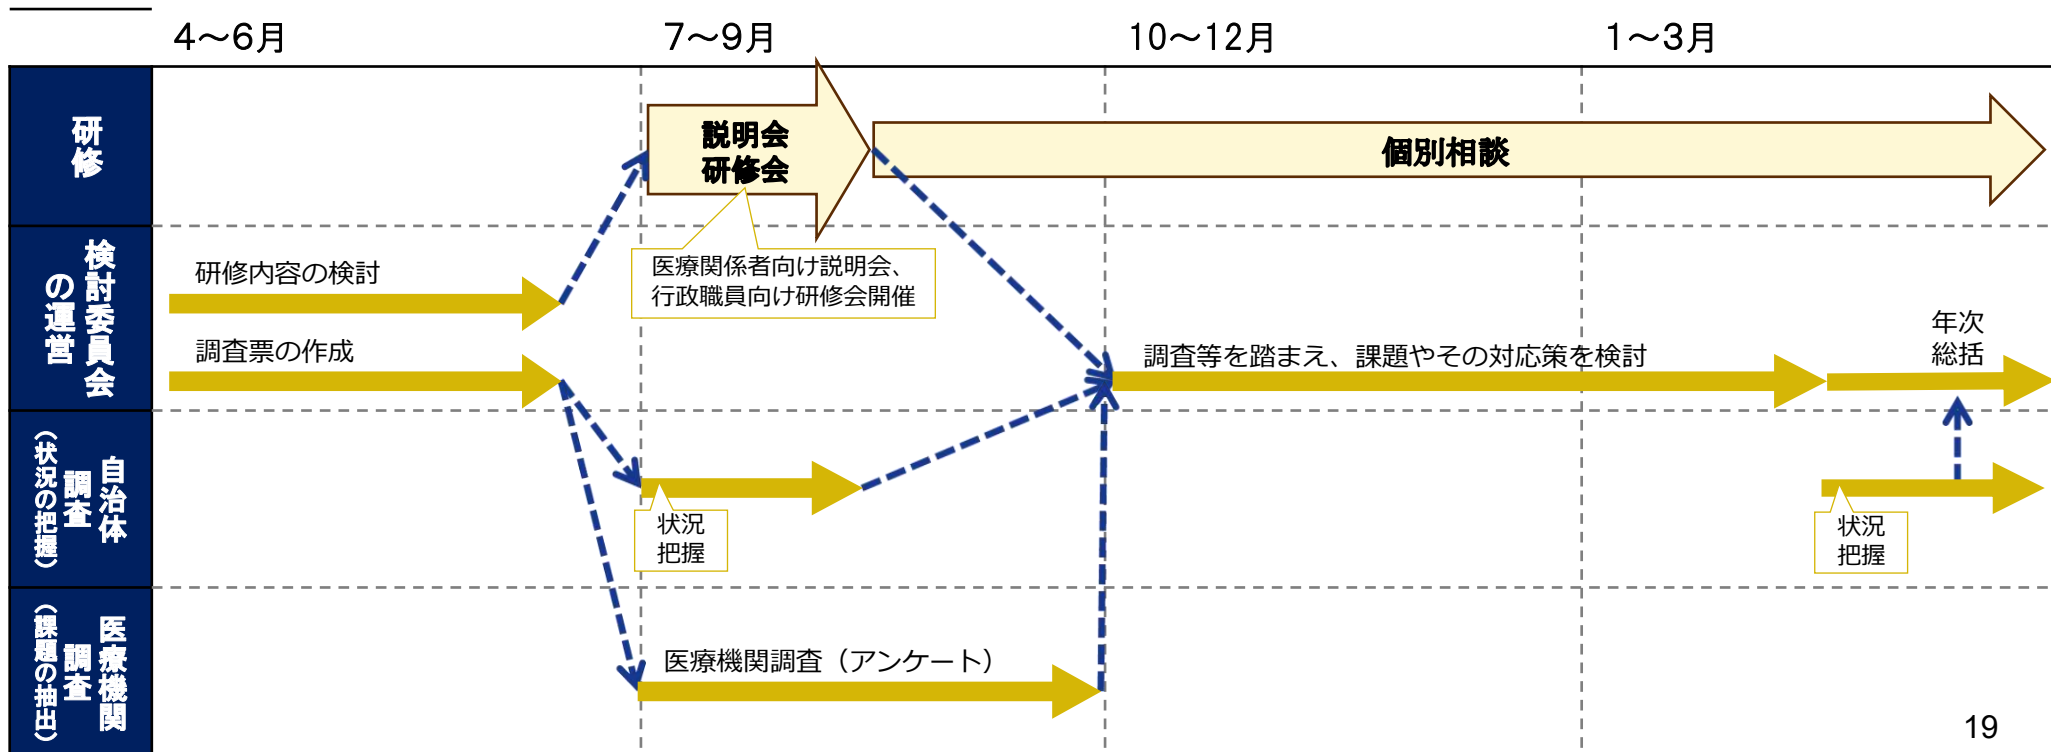 4～6月
7～9月
10～12月
1～3月
研修
説明会
研修会
個別相談
医療関係者向け説明会、
行政職員向け研修会開催
検討委員会
の運営
研修内容の検討
調査票の作成
調査等を踏まえ、課題やその対応策を検討
年次
総括
自治体
調査
（状況の把握）
状況
把握
状況
把握
医療機関
調査
（課題の抽出）
医療機関調査（アンケート）
19